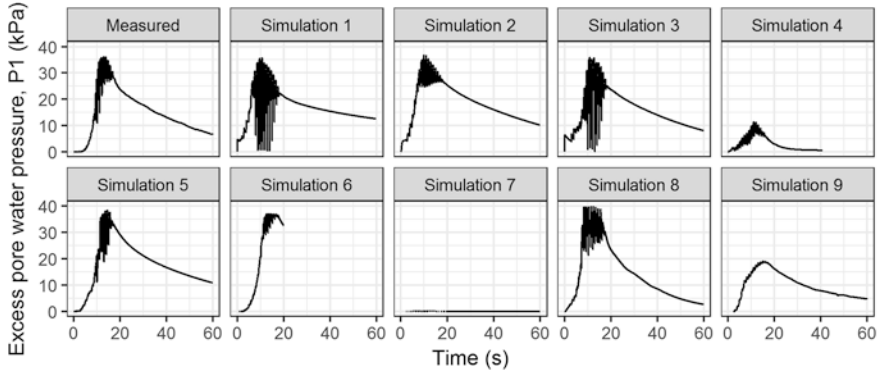 Measured Simulation 1 Simulation 2 Simulation 3 Simulation 4
40
30
20
10
0
Simulation 5 Simulation 6 Simulation 7 Simulation 8 Simulation 9
40
30
20
10
0
0 20 40 60 0 20 40 60 0 20 40 60 0 20 40 60 0 20 40 60
Time (s)
Excess pore water pressure, P1 (kPa)